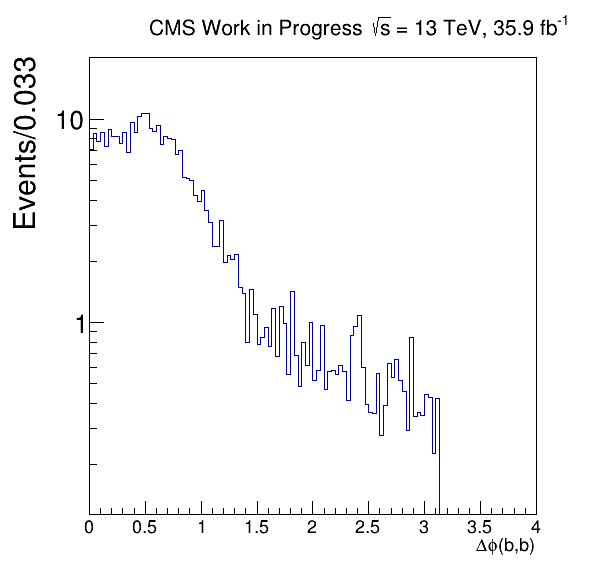 CMS Work in Progress √s = 13 TeV, 35.9 fb⁻¹
Events/0.033
10
1
0 0.5 1 1.5 2 2.5 3 3.5 4
Δϕ(b,b)